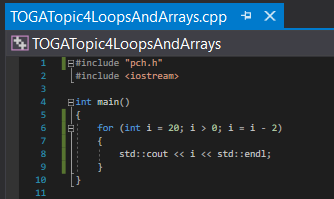 TOGATopic4LoopsAndArrays.cpp
TOGATopic4LoopsAndArrays
1 #include "pch.h"
2 #include <iostream>
3
4 int main()
5 {
6 for (int i = 20; i > 0; i = i - 2)
7 {
8 std::cout << i << std::endl;
9 }
10 }
11